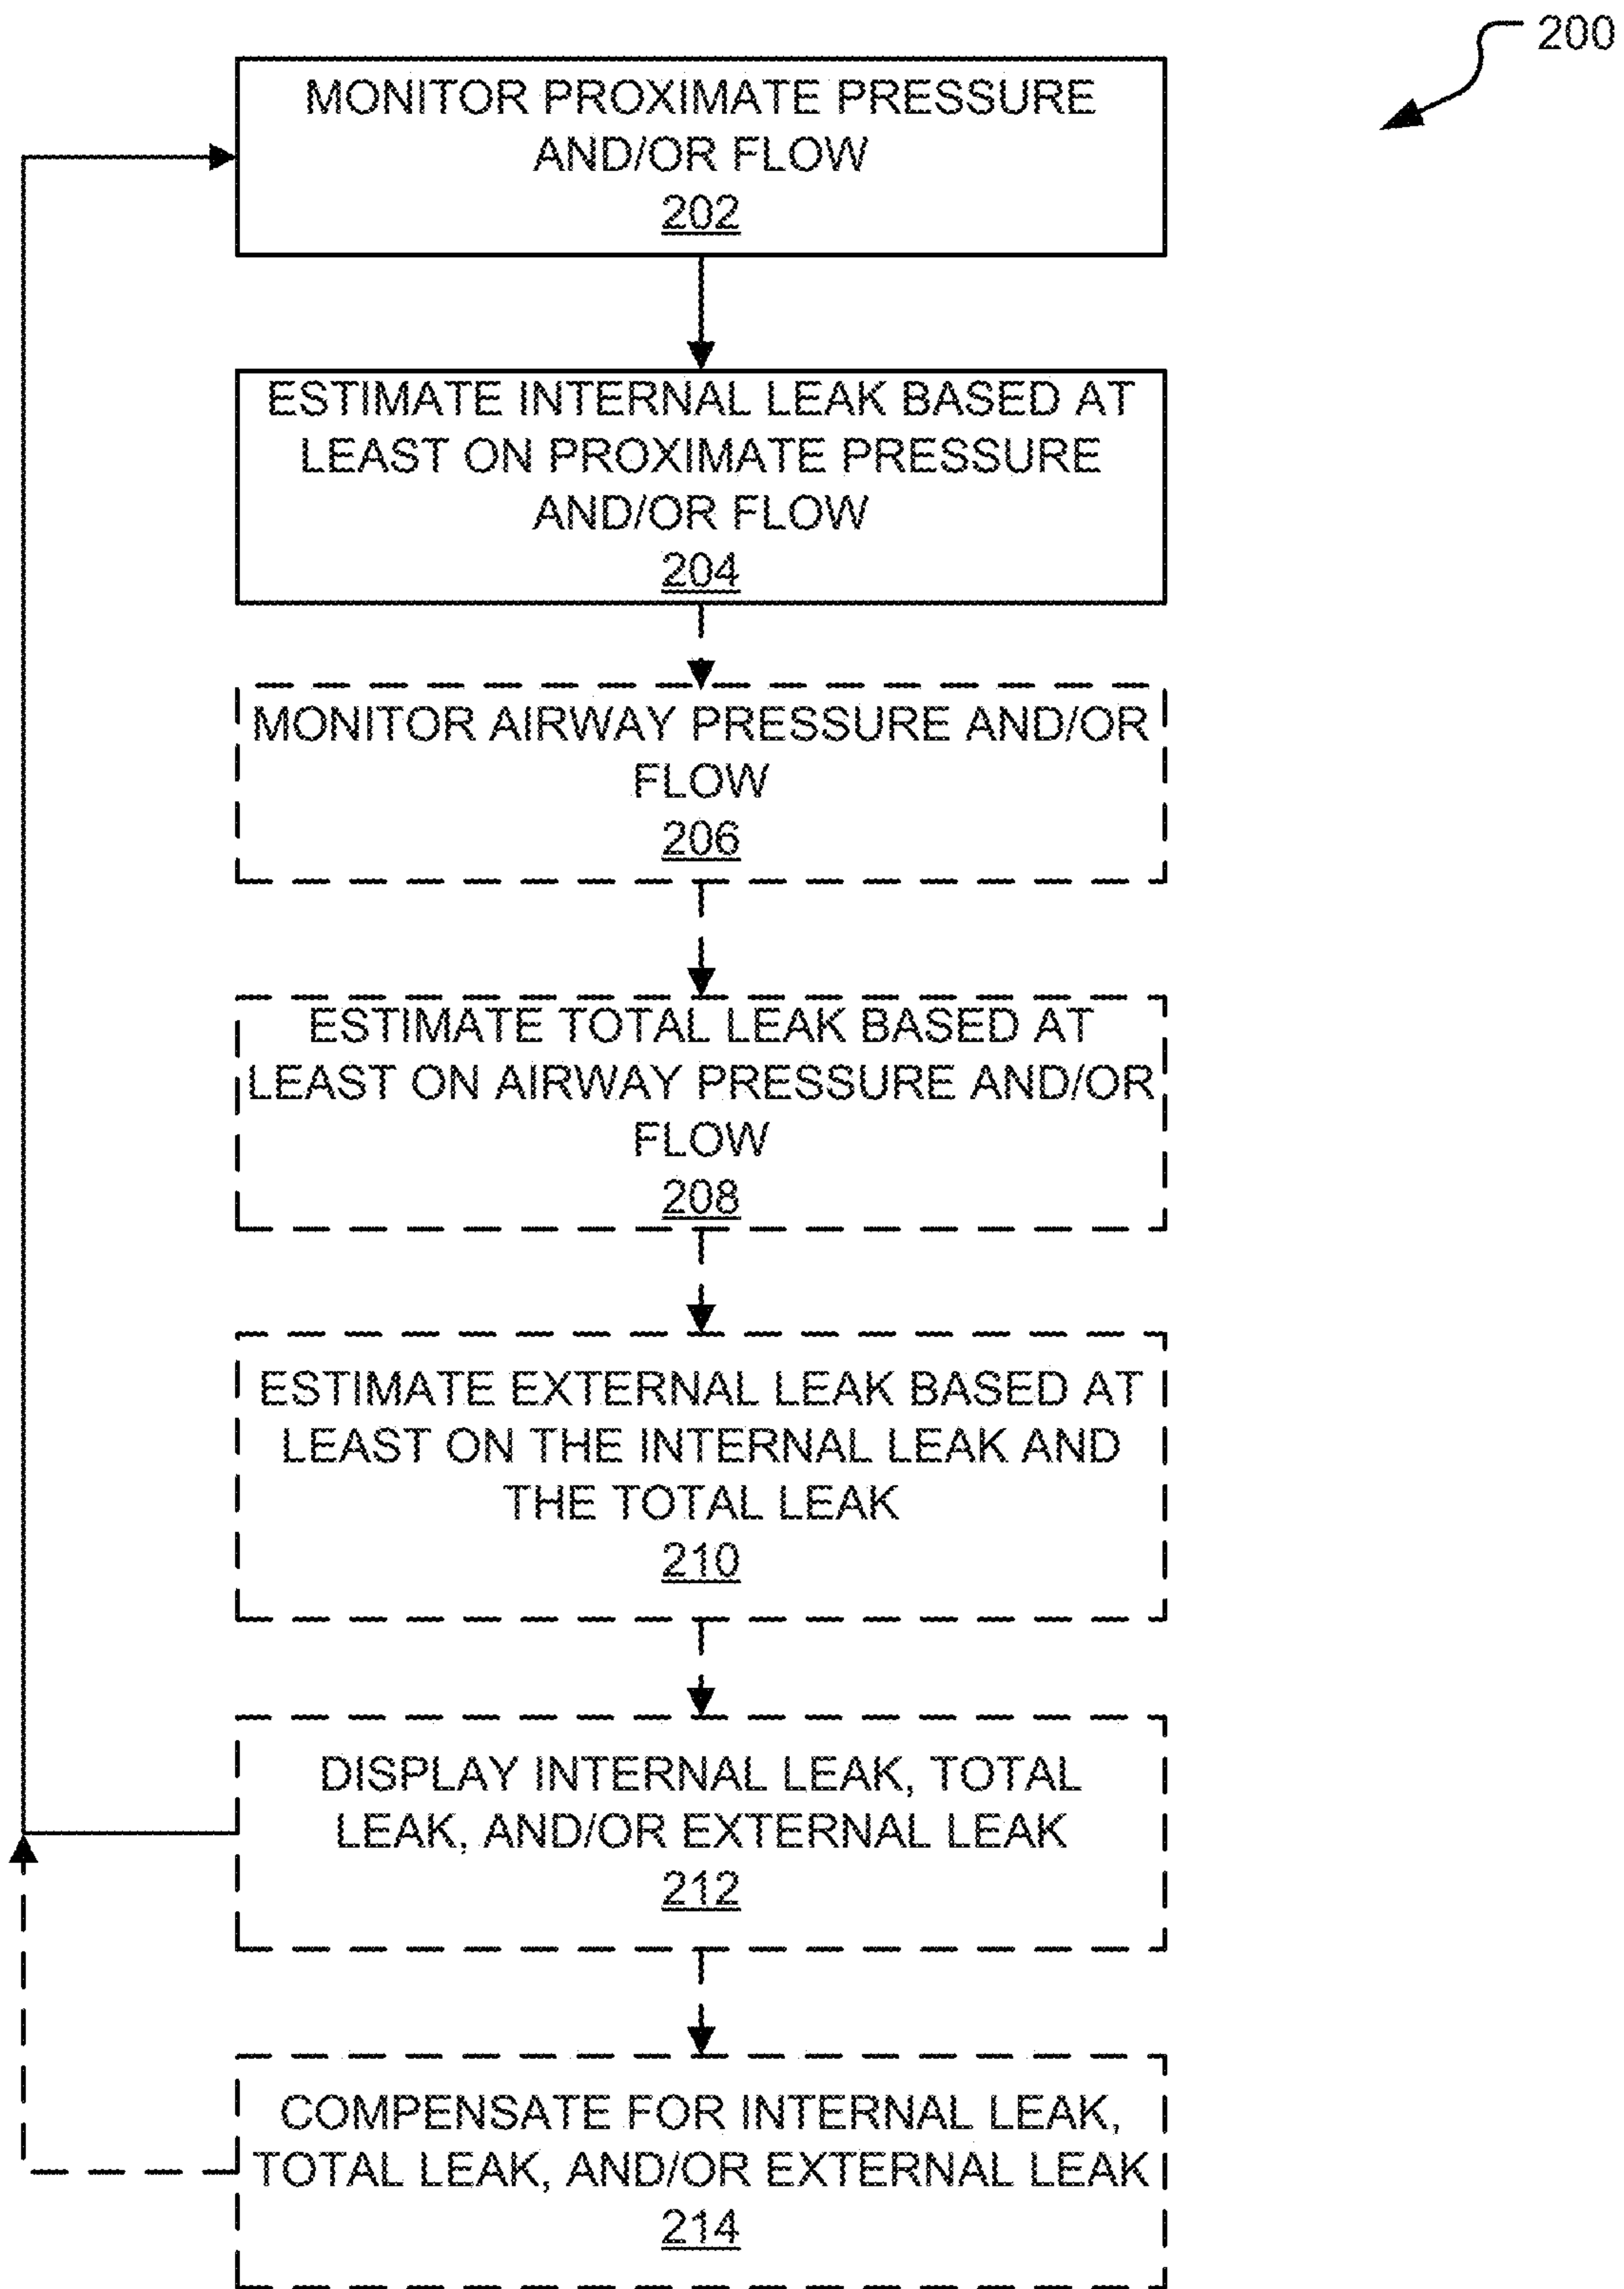 200
MONITOR PROXIMATE PRESSURE
AND/OR FLOW
202
ESTIMATE INTERNAL LEAK BASED AT
LEAST ON PROXIMATE PRESSURE
AND/OR FLOW
204
MONITOR AIRWAY PRESSURE AND/OR
FLOW
206
ESTIMATE TOTAL LEAK BASED AT
LEAST ON AIRWAY PRESSURE AND/OR
FLOW
208
ESTIMATE EXTERNAL LEAK BASED AT
LEAST ON THE INTERNAL LEAK AND
THE TOTAL LEAK
210
DISPLAY INTERNAL LEAK, TOTAL
LEAK, AND/OR EXTERNAL LEAK
212
COMPENSATE FOR INTERNAL LEAK,
TOTAL LEAK, AND/OR EXTERNAL LEAK
214